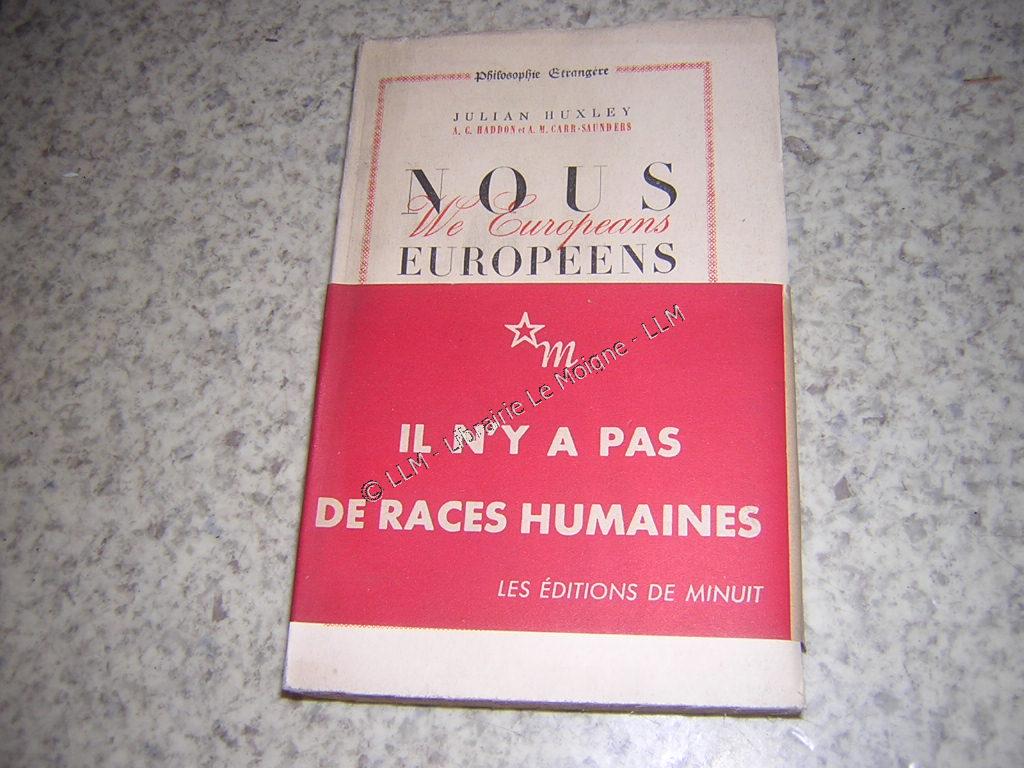 Philosophie Etrangère
JULIAN HUXLEY
A. C. HADDON et A. M. CARR-SAUNDERS
NOUS
We Europeans
EUROPEENS
m
© LLM - Librairie Le Moigne - LLM
IL N'Y A PAS
DE RACES HUMAINES
LES ÉDITIONS DE MINUIT